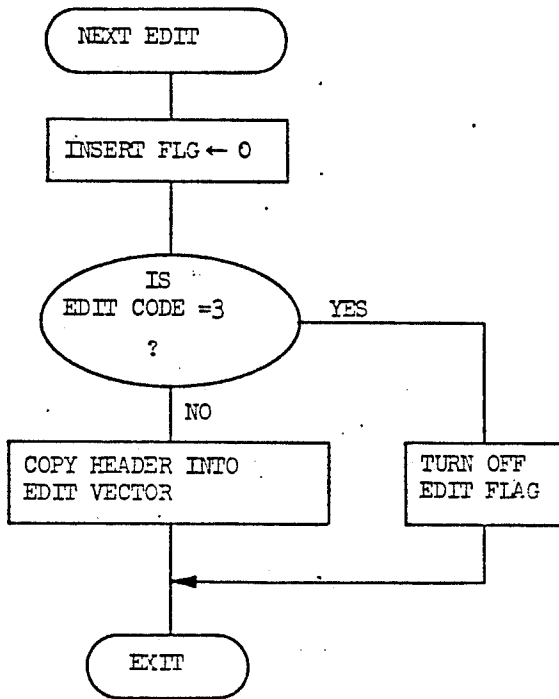 NEXT EDIT
INSERT FLG ← 0
IS
EDIT CODE =3
?
YES
NO
COPY HEADER INTO
EDIT VECTOR
TURN OFF
EDIT FLAG
EXIT